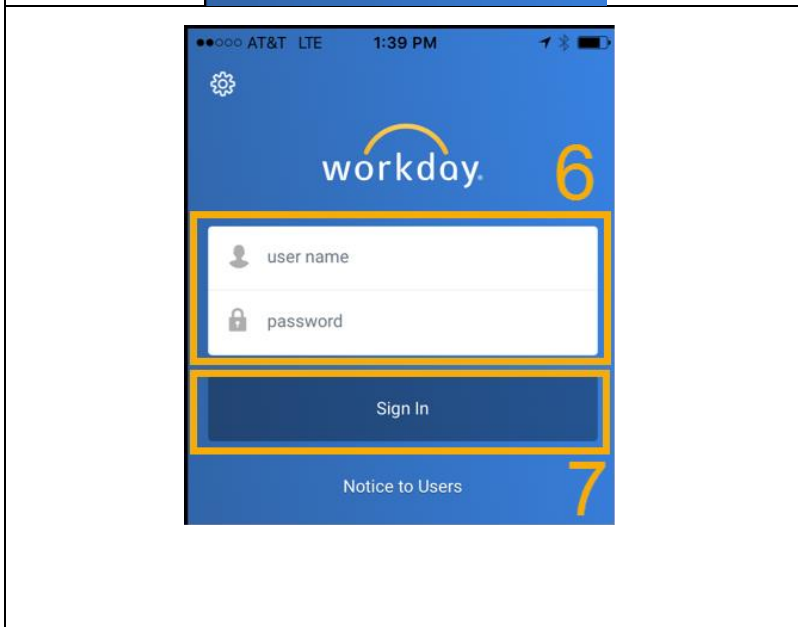 AT&T LTE 1:39 PM
workday.
6
user name
password
Sign In
Notice to Users
7